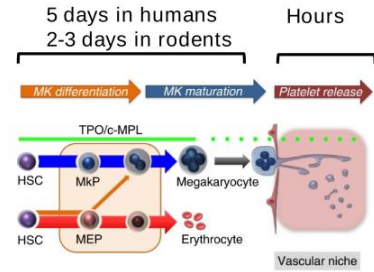 5 days in humans
2-3 days in rodents
Hours
MK differentiation
MK maturation
Platelet release
TPO/c-MPL
HSC
MkP
Megakaryocyte
HSC
MEP
Erythrocyte
Vascular niche